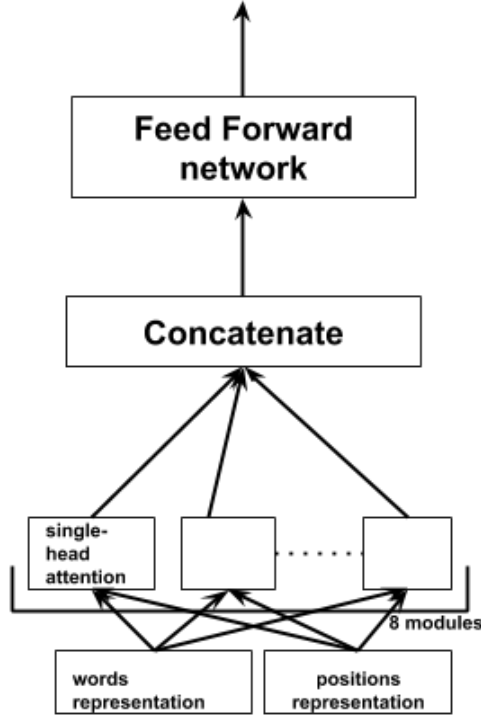 Feed Forward
network
Concatenate
single-
head
attention
8 modules
words
representation
positions
representation